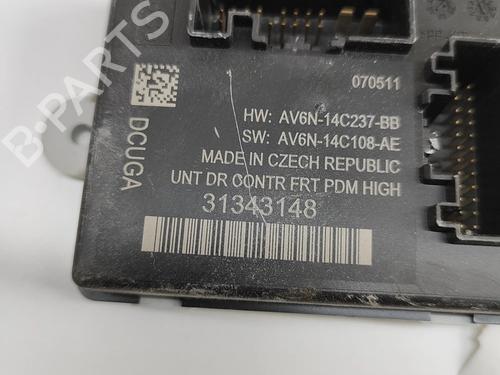 B-PARTS
070511
HW: AV6N-14C237-BB
SW: AV6N-14C108-AE
MADE IN CZECH REPUBLIC
UNT DR CONTR FRT PDM HIGH
31343148
DCUGA